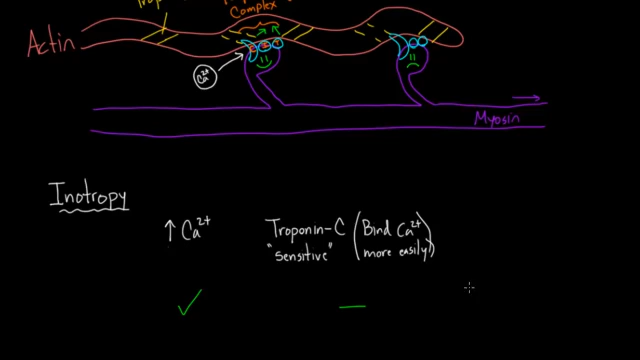 Complex
Actin
Ca2+
Myosin
Inotropy
↑ Ca2+
Troponin-C (Bind Ca2+
"Sensitive" more easily)